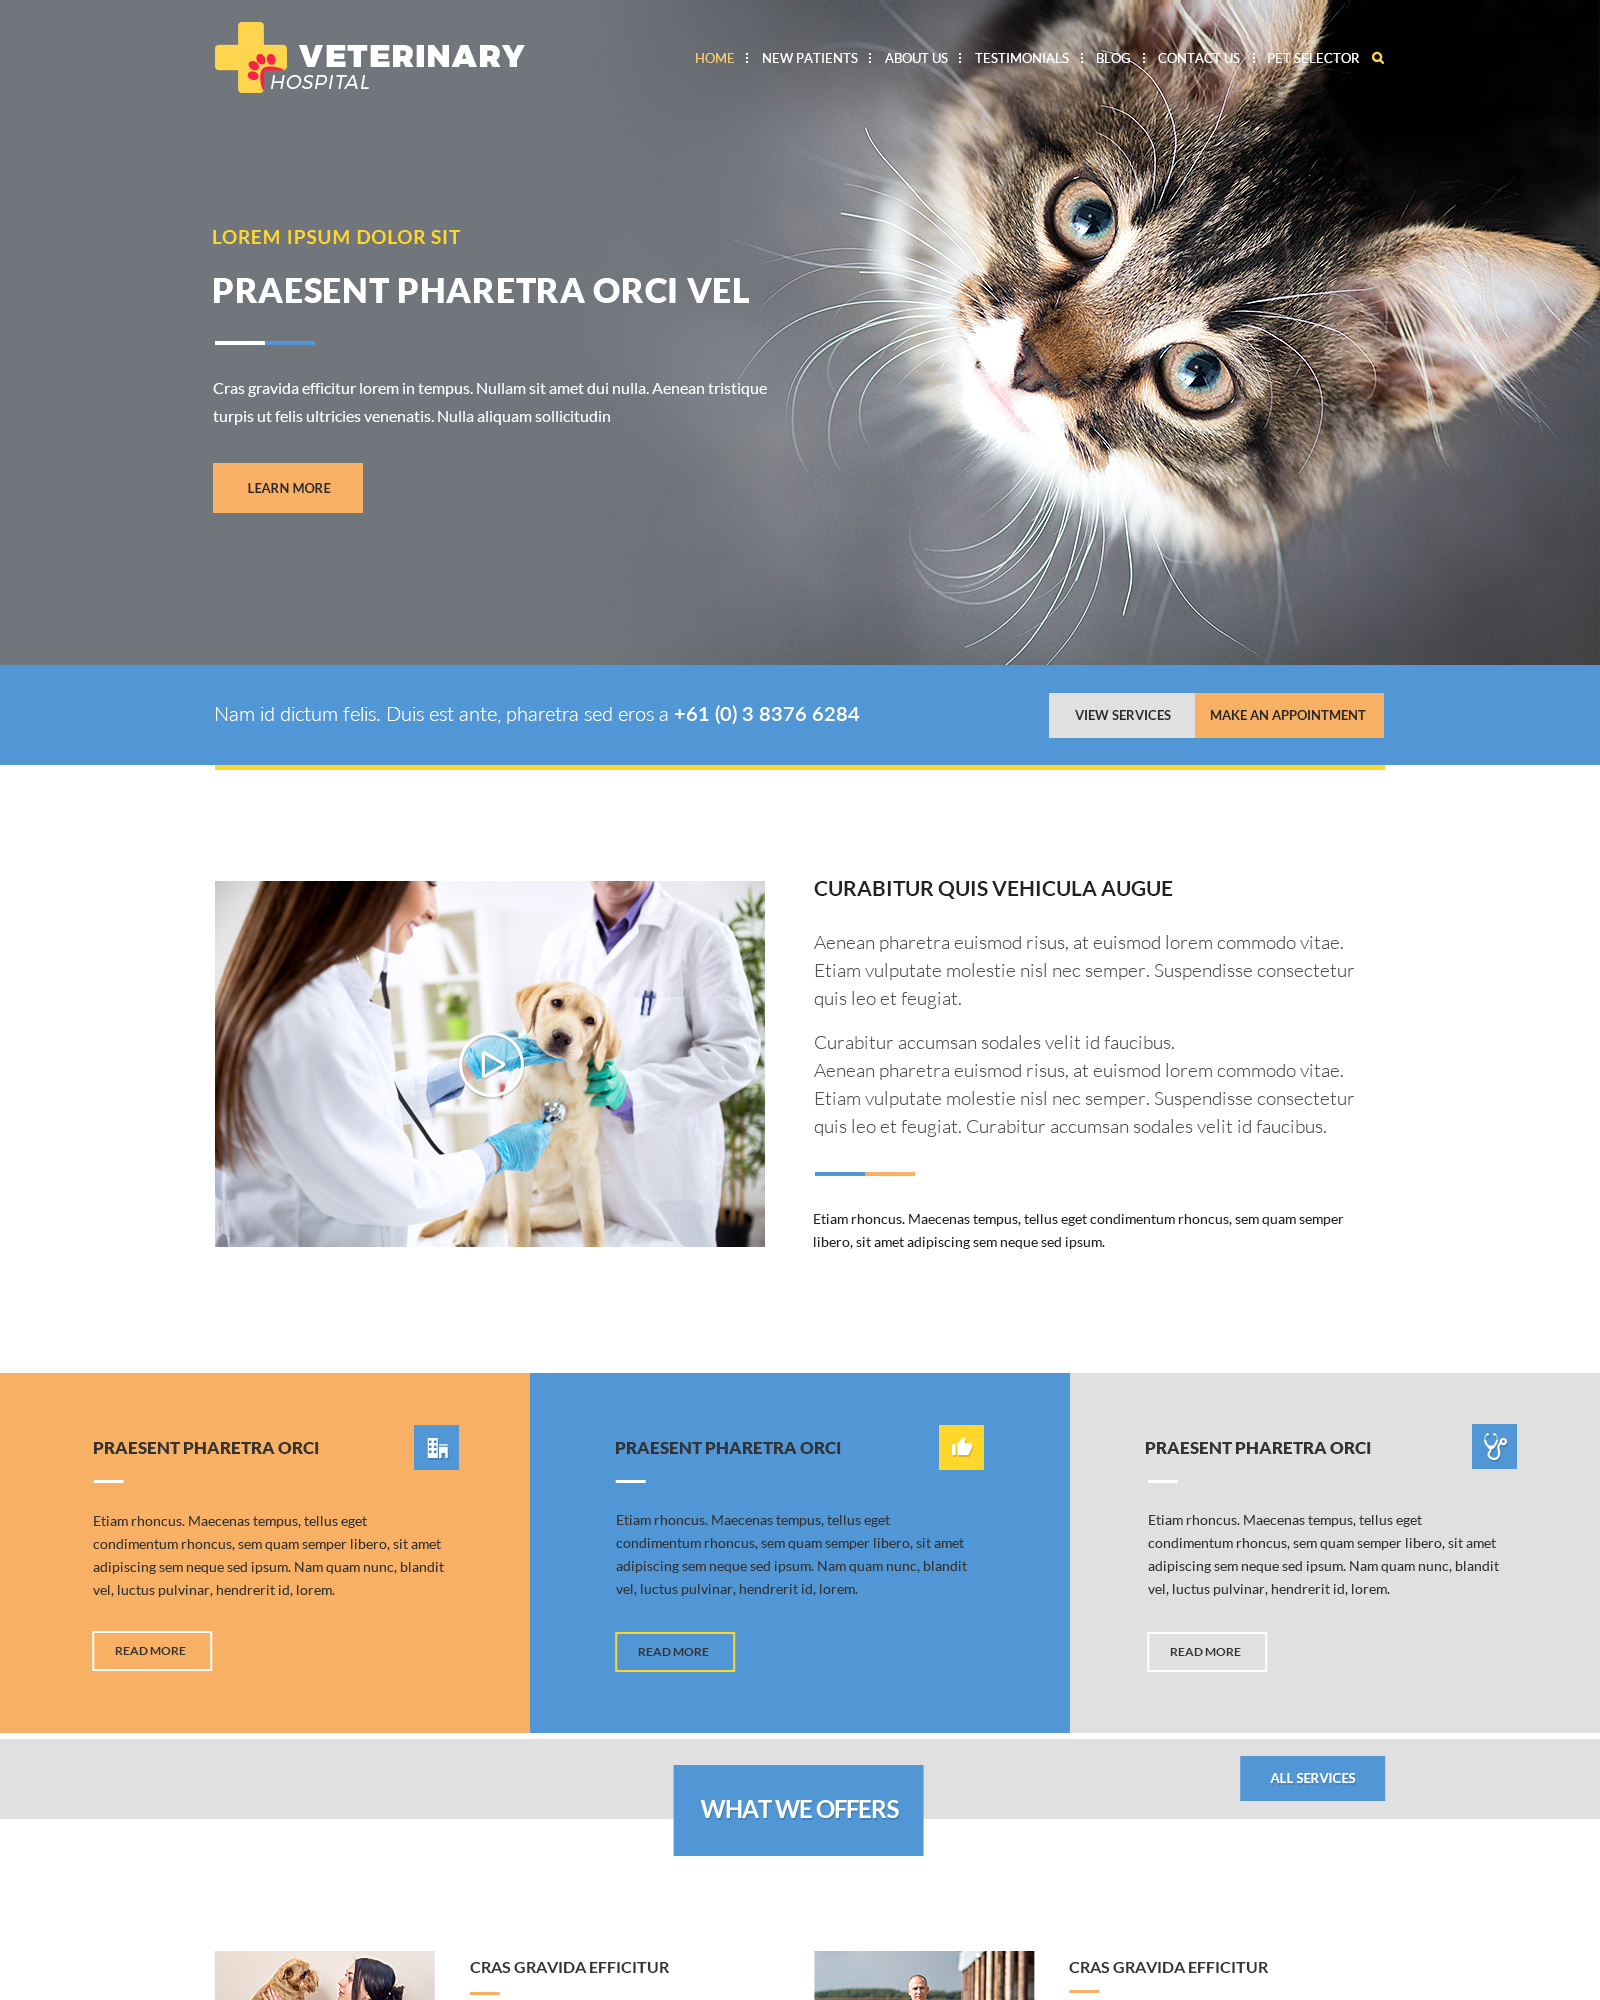 VETERINARY
HOSPITAL
HOME
NEW PATIENTS
ABOUT US
TESTIMONIALS
BLOG
CONTACT US
PET SELECTOR
LOREM IPSUM DOLOR SIT
PRAESENT PHARETRA ORCI VEL
Cras gravida efficitur lorem in tempus. Nullam sit amet dui nulla. Aenean tristique
turpis ut felis ultricies venenatis. Nulla aliquam sollicitudin
LEARN MORE
Nam id dictum felis. Duis est ante, pharetra sed eros a +61 (0) 3 8376 6284
VIEW SERVICES
MAKE AN APPOINTMENT
CURABITUR QUIS VEHICULA AUGUE
Aenean pharetra euismod risus, at euismod lorem commodo vitae.
Etiam vulputate molestie nisl nec semper. Suspendisse consectetur
quis leo et feugiat.
Curabitur accumsan sodales velit id faucibus.
Aenean pharetra euismod risus, at euismod lorem commodo vitae.
Etiam vulputate molestie nisl nec semper. Suspendisse consectetur
quis leo et feugiat. Curabitur accumsan sodales velit id faucibus.
Etiam rhoncus. Maecenas tempus, tellus eget condimentum rhoncus, sem quam semper
libero, sit amet adipiscing sem neque sed ipsum.
PRAESENT PHARETRA ORCI
Etiam rhoncus. Maecenas tempus, tellus eget
condimentum rhoncus, sem quam semper libero, sit amet
adipiscing sem neque sed ipsum. Nam quam nunc, blandit
vel, luctus pulvinar, hendrerit id, lorem.
READ MORE
PRAESENT PHARETRA ORCI
Etiam rhoncus. Maecenas tempus, tellus eget
condimentum rhoncus, sem quam semper libero, sit amet
adipiscing sem neque sed ipsum. Nam quam nunc, blandit
vel, luctus pulvinar, hendrerit id, lorem.
READ MORE
PRAESENT PHARETRA ORCI
Etiam rhoncus. Maecenas tempus, tellus eget
condimentum rhoncus, sem quam semper libero, sit amet
adipiscing sem neque sed ipsum. Nam quam nunc, blandit
vel, luctus pulvinar, hendrerit id, lorem.
READ MORE
WHAT WE OFFERS
ALL SERVICES
CRAS GRAVIDA EFFICITUR
CRAS GRAVIDA EFFICITUR